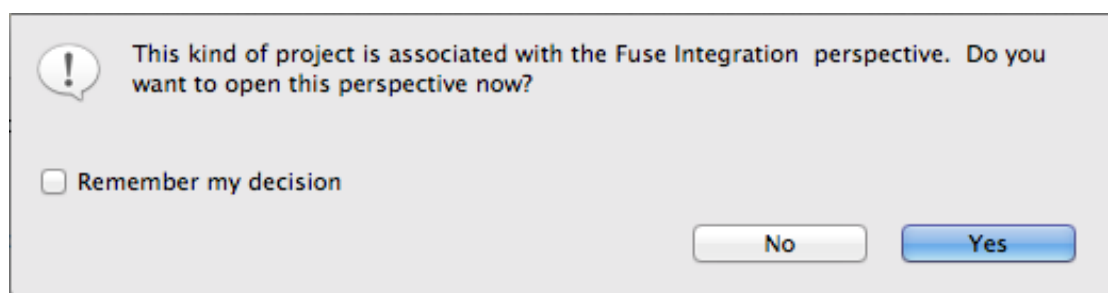 This kind of project is associated with the Fuse Integration  perspective.  Do you
want to open this perspective now?
Remember my decision
No
Yes